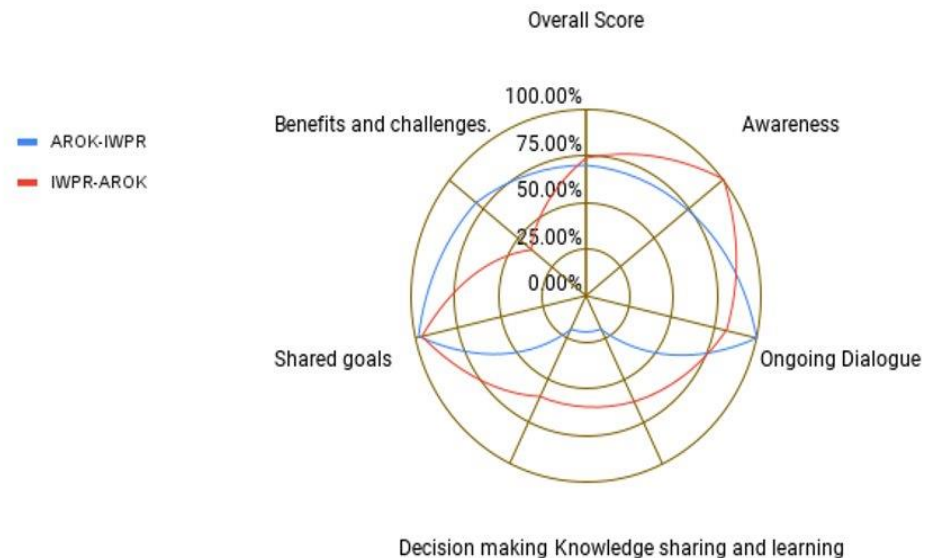 Overall Score
100.00%
Benefits and challenges.
Awareness
75.00%
AROK-IWPR
50.00%
IWPR-AROK
25.00%
0.00%
Shared goals
Ongoing Dialogue
Decision making Knowledge sharing and learning